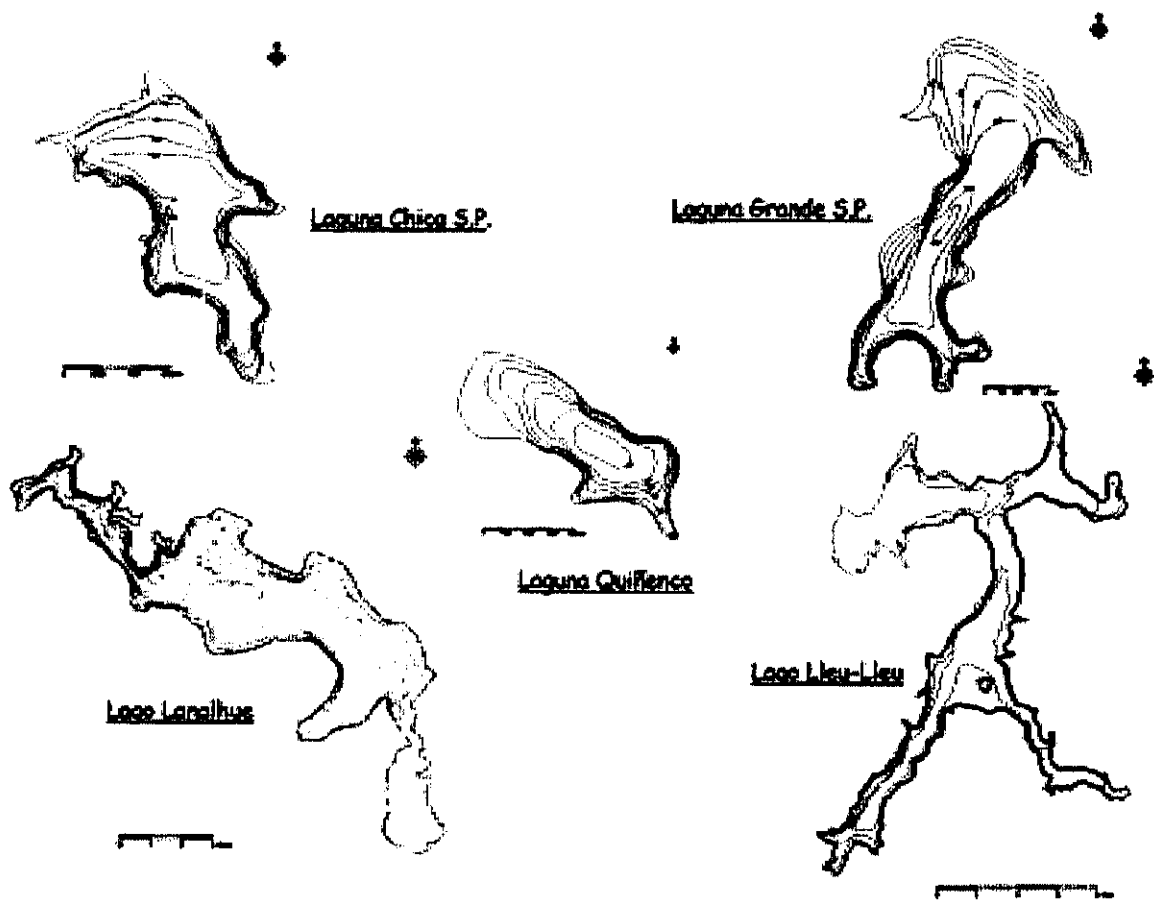 Laguna Chica S.P.
Laguna Grande S.P.
Laguna Quiñenco
Lago Lanalhue
Lago Lleu-Lleu